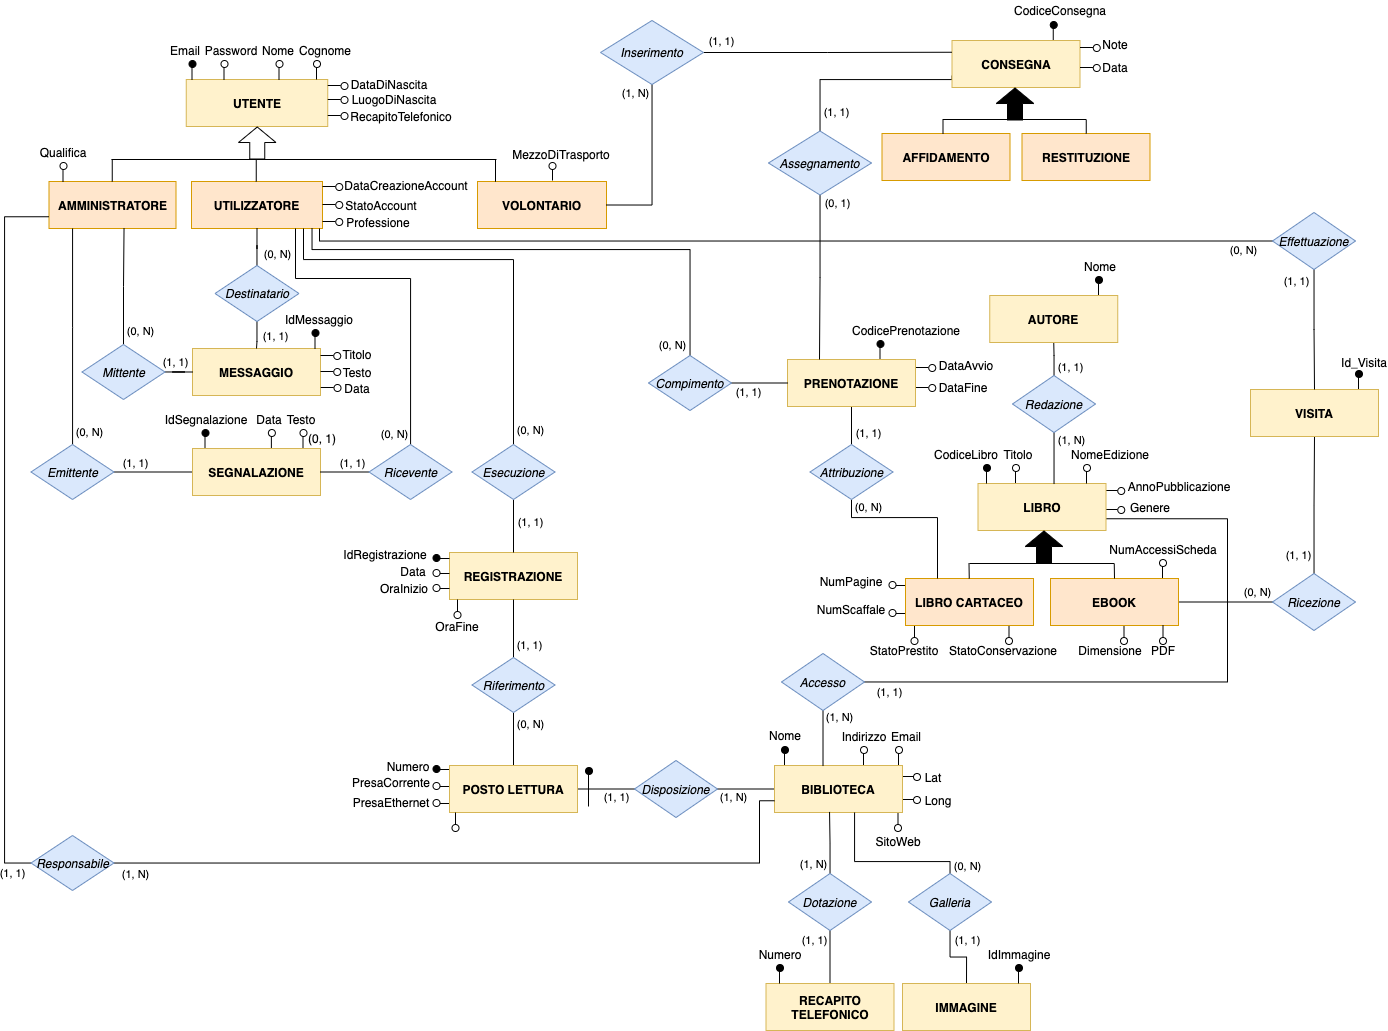 CodiceConsegna
Email Password Nome Cognome
Inserimento
(1, 1)
CONSEGNA
Note
Data
UTENTE
DataDiNascita
LuogoDiNascita
RecapitoTelefonico
(1, N)
(1, 1)
Qualifica
MezzoDiTrasporto
Assegnamento
AFFIDAMENTO
RESTITUZIONE
AMMINISTRATORE
UTILIZZATORE
DataCreazioneAccount
StatoAccount
Professione
VOLONTARIO
(0, 1)
Effettuazione
(0, N)
(0, N)
(1, 1)
Destinatario
Nome
IdMessaggio
AUTORE
(0, N)
(1, 1)
CodicePrenotazione
(0, N)
Mittente
(1, 1)
MESSAGGIO
Titolo
Testo
Data
Compimento
(1, 1)
PRENOTAZIONE
DataAvvio
DataFine
(1, 1)
Redazione
Id_Visita
VISITA
IdSegnalazione
Data Testo
(0, 1)
(0, N)
(0, N)
(0, N)
(1, 1)
(1, N)
Emittente
(1, 1)
SEGNALAZIONE
(1, 1)
Ricevente
Esecuzione
Attribuzione
CodiceLibro Titolo
NomeEdizione
AnnoPubblicazione
Genere
LIBRO
(0, N)
(1, 1)
IdRegistrazione
Data
OraInizio
REGISTRAZIONE
OraFine
NumAccessiScheda
(1, 1)
NumPagine
NumScaffale
LIBRO CARTACEO
EBOOK
(0, N)
Ricezione
StatoPrestito
StatoConservazione
Dimensione
PDF
(1, 1)
Riferimento
(0, N)
Accesso
(1, 1)
(1, N)
Nome
Indirizzo Email
Numero
PresaCorrente
PresaEthernet
POSTO LETTURA
(1, 1)
Disposizione
(1, N)
BIBLIOTECA
Lat
Long
SitoWeb
(1, 1)
Responsabile
(1, N)
(1, N)
(0, N)
Dotazione
Galleria
(1, 1)
(1, 1)
Numero
IdImmagine
RECAPITO
TELEFONICO
IMMAGINE